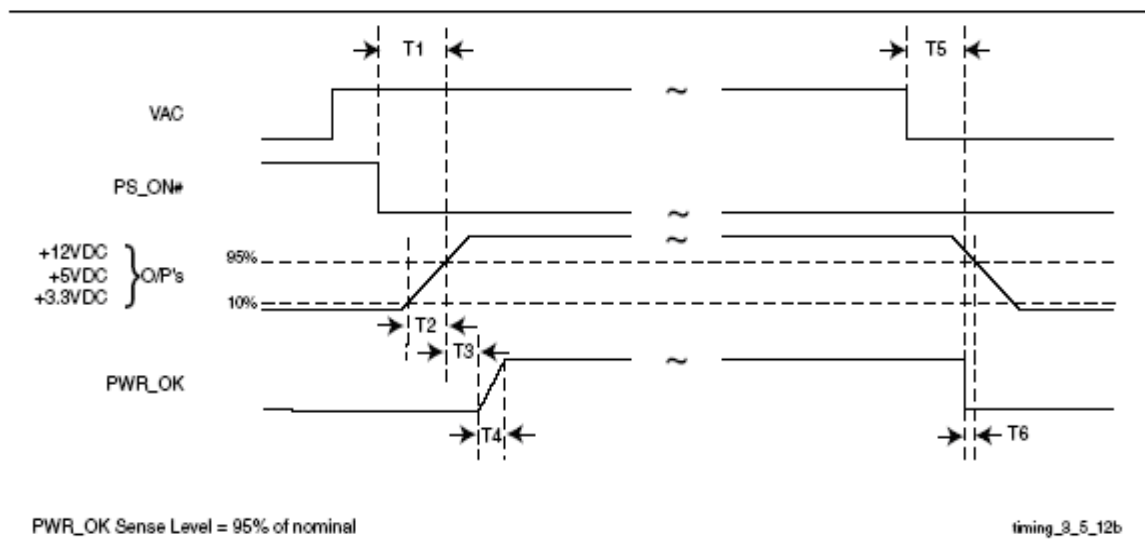 T1
T5
VAC
~
PS_ON#
~
+12VDC
+5VDC
+3.3VDC
} O/P's
95%
~
10%
T2
T3
PWR_OK
~
T4
T6
PWR_OK Sense Level = 95% of nominal
timing_3_5_12b